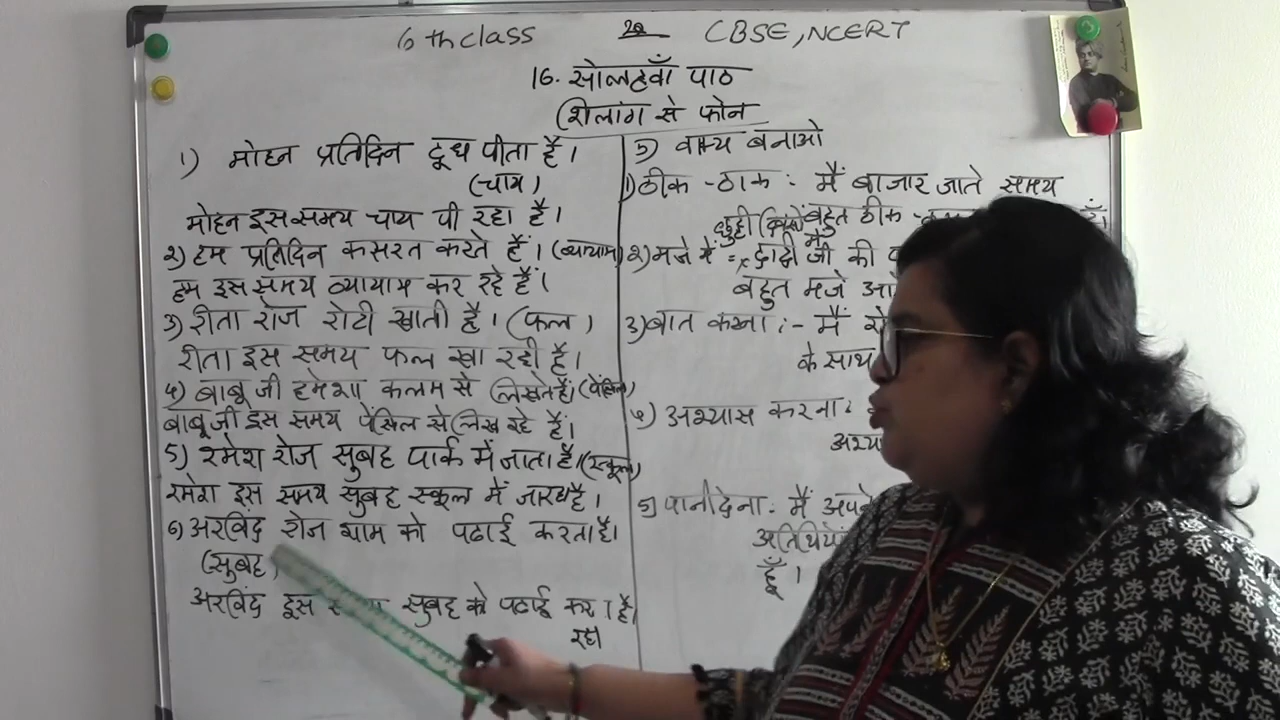 6thclass 20 CBSE, NCERT
16. सोलहवाँ पाठ
शिलांग से फोन
1) मोहन प्रतिदिन दूध पीता है।
(चाय)
मोहन इस समय चाय पी रहा है।
2) हम प्रतिदिन कसरत करते हैं। (व्यायाम)
हम इस समय व्यायाम कर रहे हैं।
3) रीता रोज रोटी खाती है। (फल)
रीता इस समय फल खा रही है।
4) बाबू जी हमेशा कलम से लिखते हैं। (पेंसिल)
बाबू जी इस समय पेंसिल से लिख रहे हैं।
5) रमेश रोज सुबह पार्क में जाता है। (स्कूल)
रमेश इस समय सुबह स्कूल में जा रहा है।
6) अरविंद रोज शाम को पढाई करता है।
(सुबह)
अरविंद इस सुबह को पढाई कर है।
रहा
5) वाक्य बनाओ
1) ठीक - ठाक : मैं बाजार जाते समय
बहुत ठीक -
2) मजे में = दादी जी की
बहुत मजे
3) बात करना :- मैं
के साथ
4) अभ्यास करना :
5) पानी देना : मैं अपने
अतिथियों
हूँ।